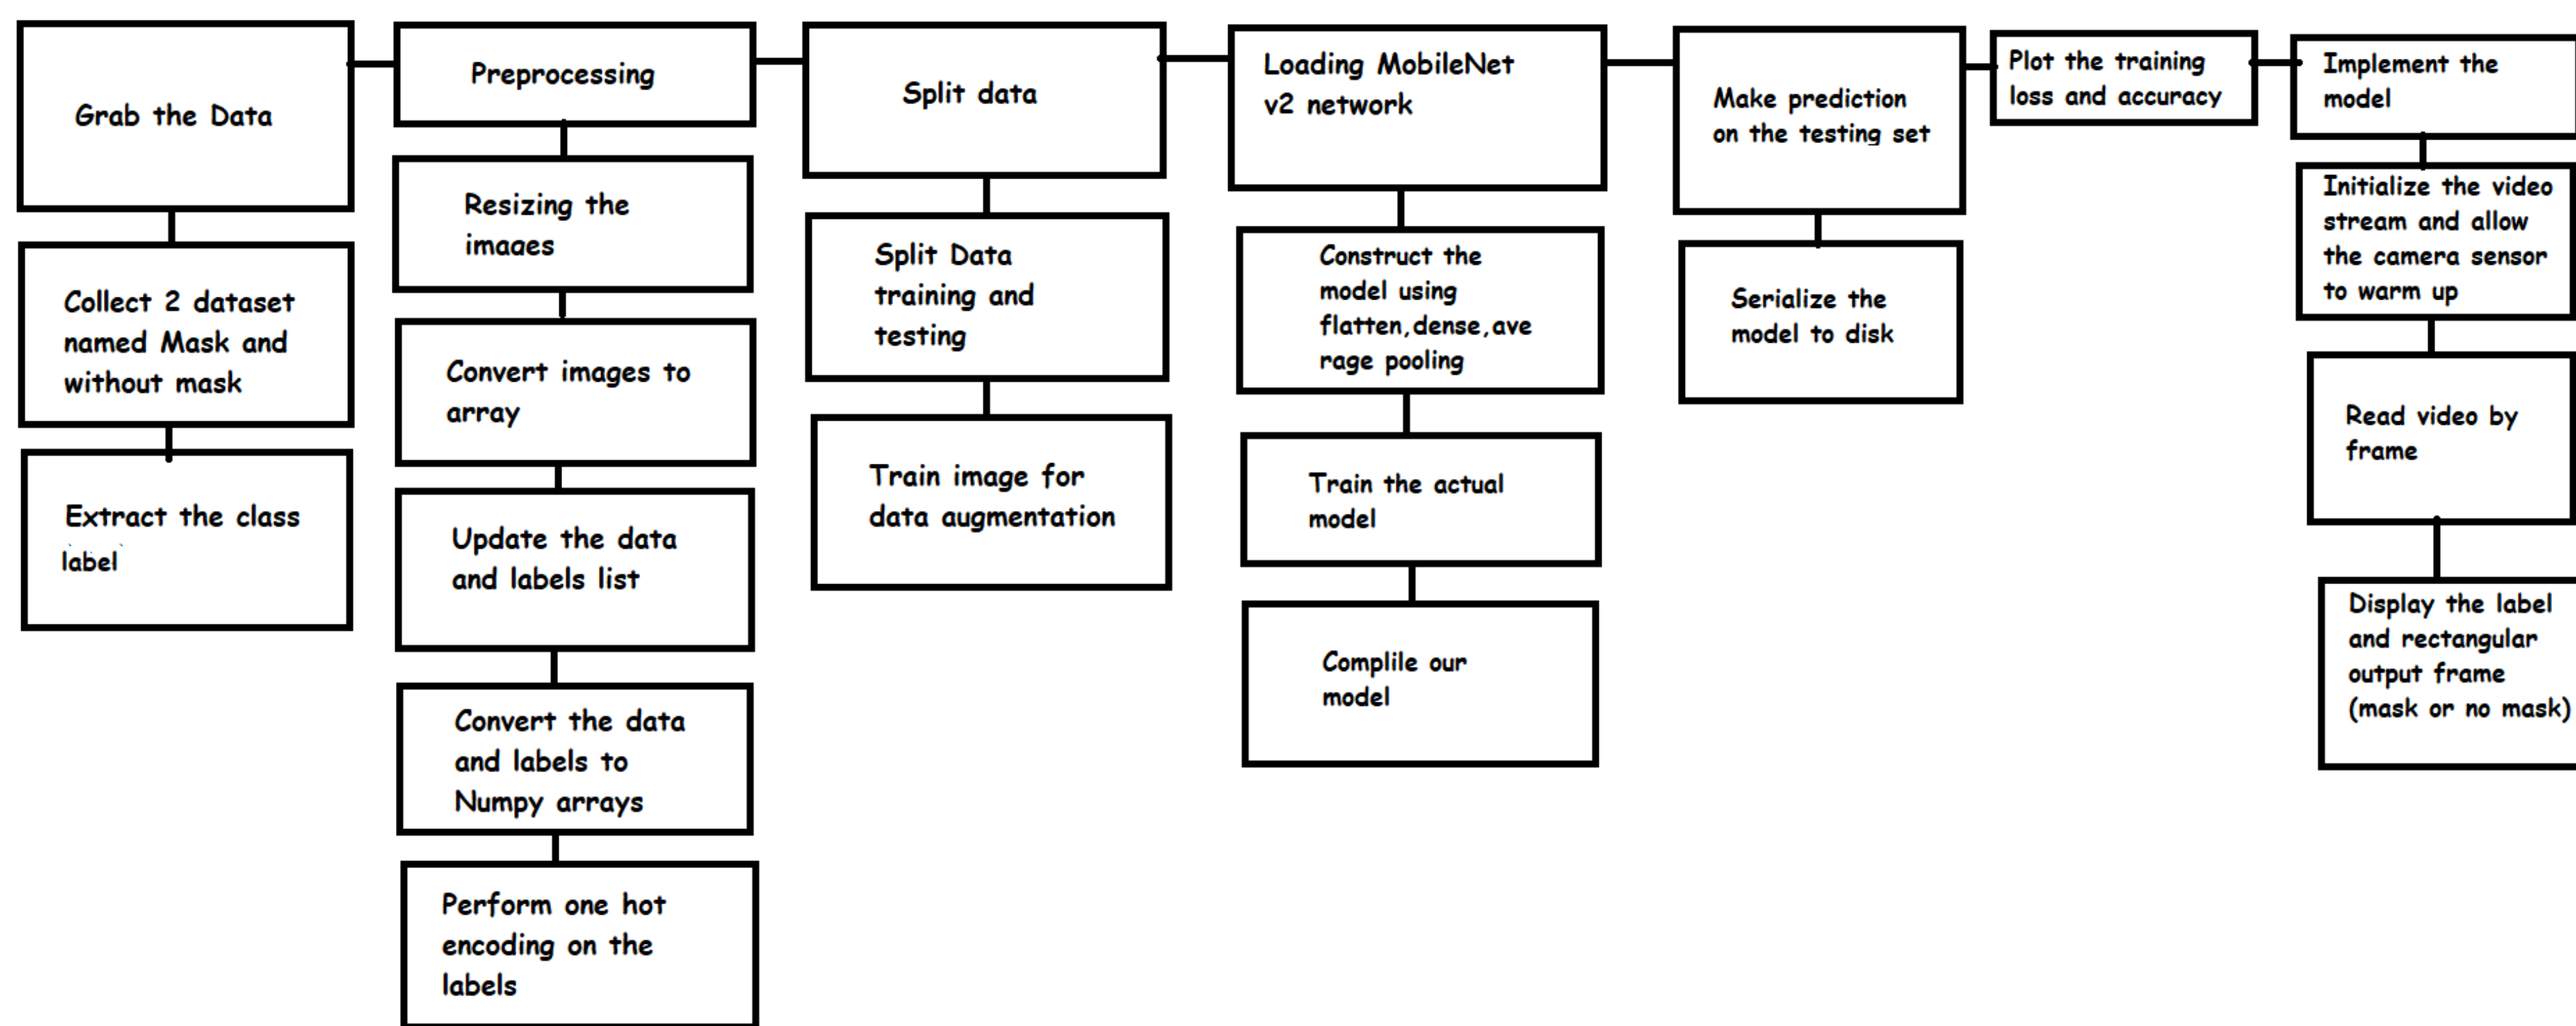 Grab the Data
Collect 2 dataset
named Mask and
without mask
Extract the class
label
Preprocessing
Resizing the
images
Convert images to
array
Update the data
and labels list
Convert the data
and labels to
Numpy arrays
Perform one hot
encoding on the
labels
Split data
Split Data
training and
testing
Train image for
data augmentation
Loading MobileNet
v2 network
Construct the
model using
flatten,dense,ave
rage pooling
Train the actual
model
Complile our
model
Make prediction
on the testing set
Serialize the
model to disk
Plot the training
loss and accuracy
Implement the
model
Initialize the video
stream and allow
the camera sensor
to warm up
Read video by
frame
Display the label
and rectangular
output frame
(mask or no mask)